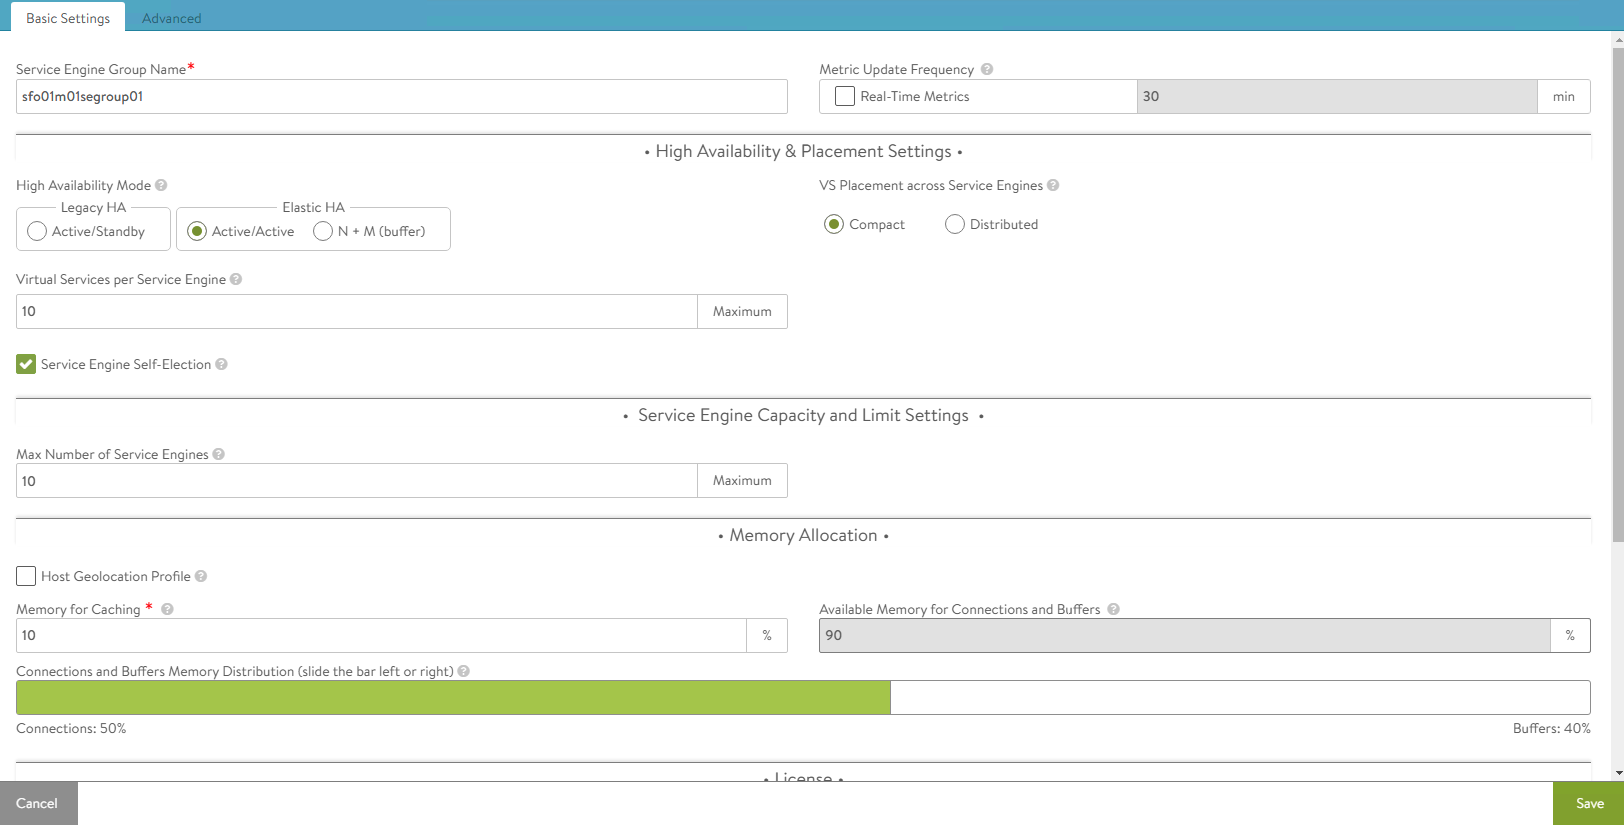 Basic Settings Advanced
Service Engine Group Name*
sfo01m01segroup01
Metric Update Frequency ?
Real-Time Metrics 30 min
• High Availability & Placement Settings •
High Availability Mode ?
Legacy HA
Active/Standby
Elastic HA
Active/Active N + M (buffer)
VS Placement across Service Engines ?
Compact Distributed
Virtual Services per Service Engine ?
10 Maximum
Service Engine Self-Election ?
• Service Engine Capacity and Limit Settings •
Max Number of Service Engines ?
10 Maximum
• Memory Allocation •
Host Geolocation Profile ?
Memory for Caching * ?
10 %
Available Memory for Connections and Buffers ?
90 %
Connections and Buffers Memory Distribution (slide the bar left or right) ?
Connections: 50% Buffers: 40%
• License •
Cancel Save